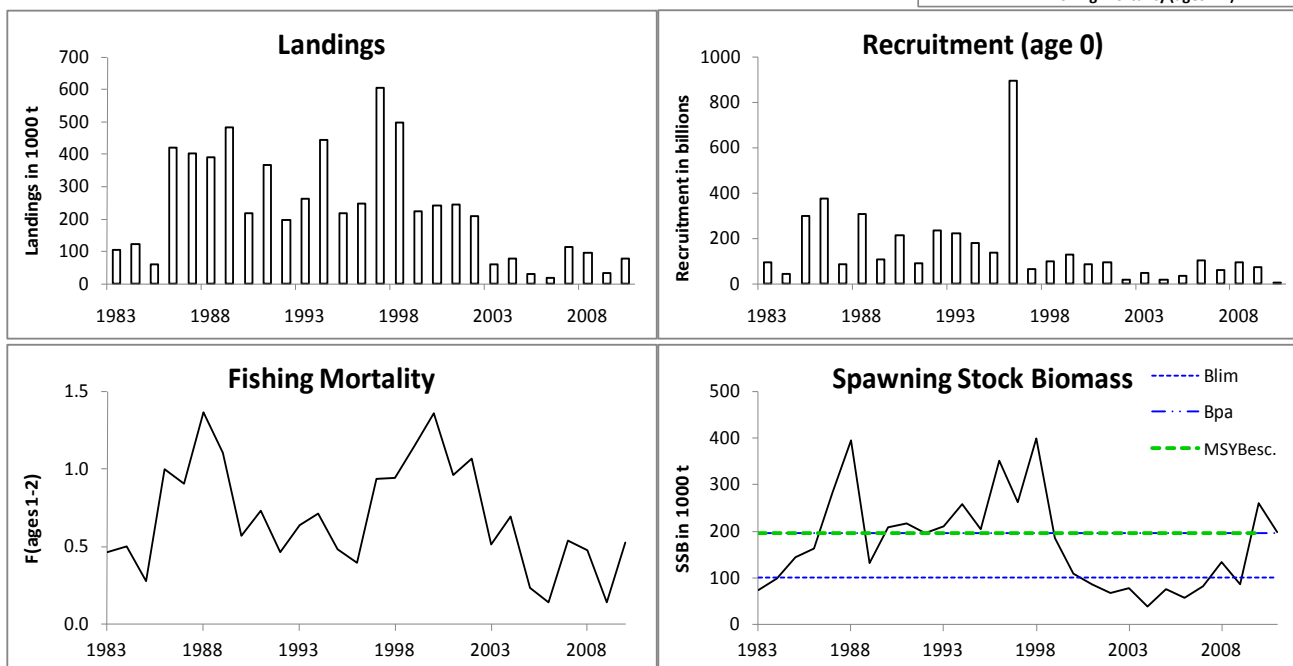 Landings
Landings in 1000 t
700
600
500
400
300
200
100
0
1983 1988 1993 1998 2003 2008
Recruitment (age 0)
Recruitment in billions
1000
800
600
400
200
0
1983 1988 1993 1998 2003 2008
Fishing Mortality
F(ages 1-2)
1.5
1.0
0.5
0.0
1983 1988 1993 1998 2003 2008
Spawning Stock Biomass
SSB in 1000 t
500
400
300
200
100
0
1983 1988 1993 1998 2003 2008
Blim
Bpa
MSYBesc.